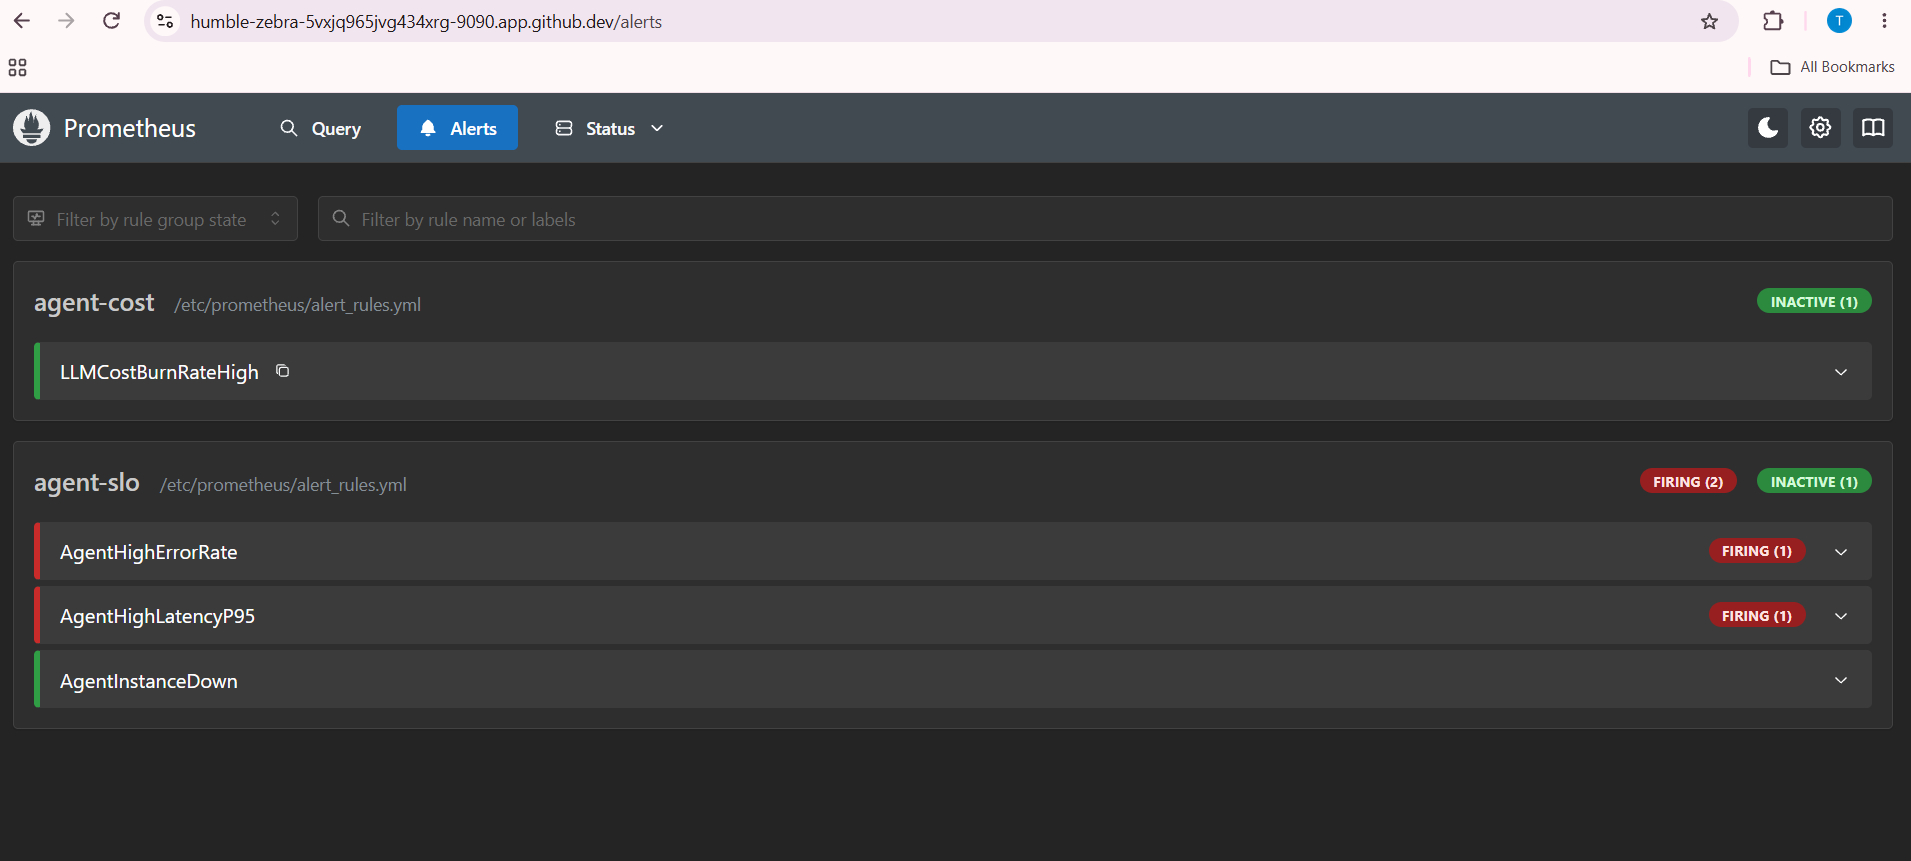 humble-zebra-5vxjq965jvg434xrg-9090.app.github.dev/alerts
T
All Bookmarks
Prometheus Query Alerts Status
Filter by rule group state Filter by rule name or labels
agent-cost /etc/prometheus/alert_rules.yml INACTIVE (1)
LLMCostBurnRateHigh
agent-slo /etc/prometheus/alert_rules.yml FIRING (2) INACTIVE (1)
AgentHighErrorRate FIRING (1)
AgentHighLatencyP95 FIRING (1)
AgentInstanceDown